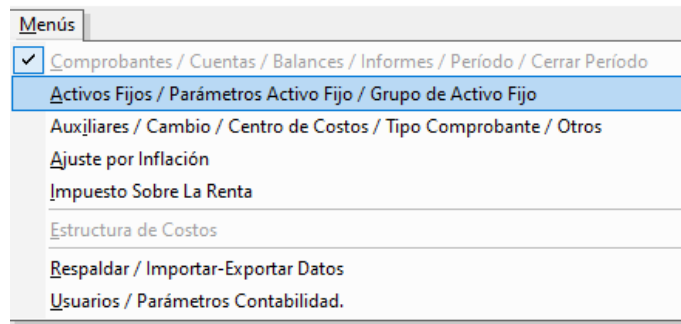 Menús
Comprobantes / Cuentas / Balances / Informes / Período / Cerrar Período
Activos Fijos / Parámetros Activo Fijo / Grupo de Activo Fijo
Auxiliares / Cambio / Centro de Costos / Tipo Comprobante / Otros
Ajuste por Inflación
Impuesto Sobre La Renta
Estructura de Costos
Respaldar / Importar-Exportar Datos
Usuarios / Parámetros Contabilidad.